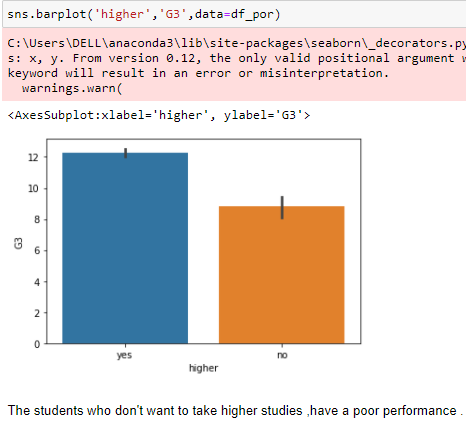 sns.barplot('higher','G3',data=df_por)
C:\Users\DELL\anaconda3\lib\site-packages\seaborn\_decorators.py
s: x, y. From version 0.12, the only valid positional argument
keyword will result in an error or misinterpretation.
warnings.warn(
<AxesSubplot:xlabel='higher', ylabel='G3'>
12
10
8
6
4
2
0
G3
yes no
higher
The students who don't want to take higher studies ,have a poor performance .